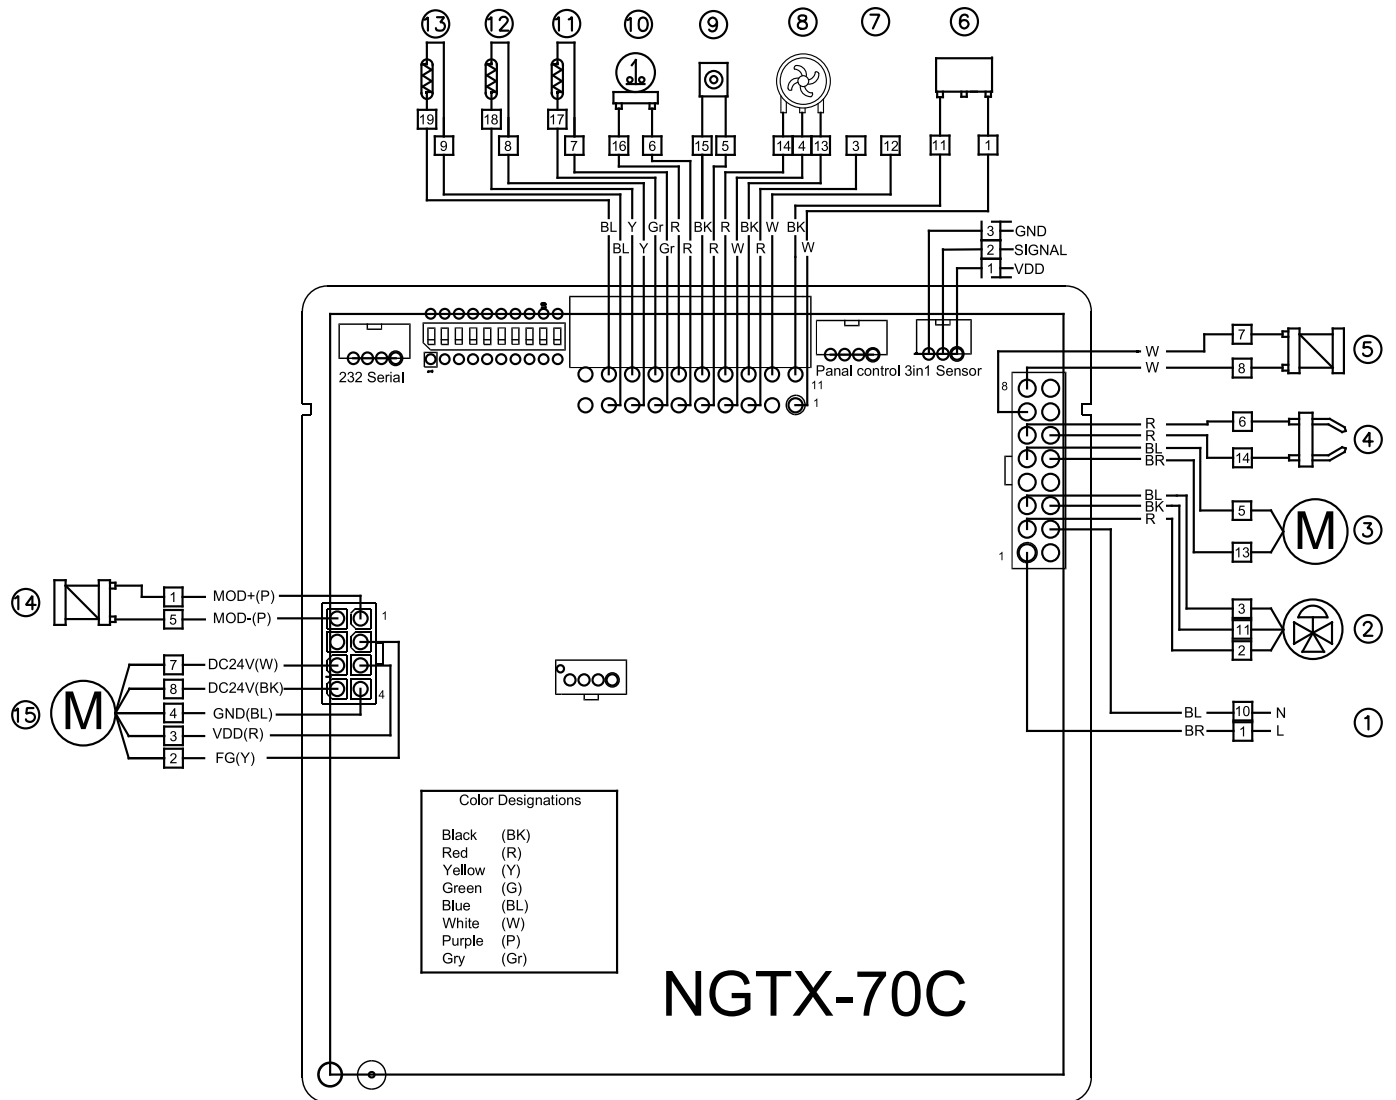 13 12 11 10 9 8 7 6
19 18 17
9 8 7 16 6 15 5 14 4 13 3 12 11 1
BL Y Gr R BK R BK W BK
BL Y Gr R R W R W
3 GND
2 SIGNAL
1 VDD
232 Serial
Panal control
3in1 Sensor
11
1
8
1
W 7 5
W 8
R 6
R 14 4
BL
BR
5
13
M 3
BL
BK
R
3
11
2
2
BL 10 N
BR 1 L
1
14 1 MOD+(P) 1
5 MOD-(P)
7 DC24V(W)
8 DC24V(BK) 4
15 M 4 GND(BL)
3 VDD(R)
2 FG(Y)
Color Designations
Black (BK)
Red (R)
Yellow (Y)
Green (G)
Blue (BL)
White (W)
Purple (P)
Gry (Gr)
NGTX-70C